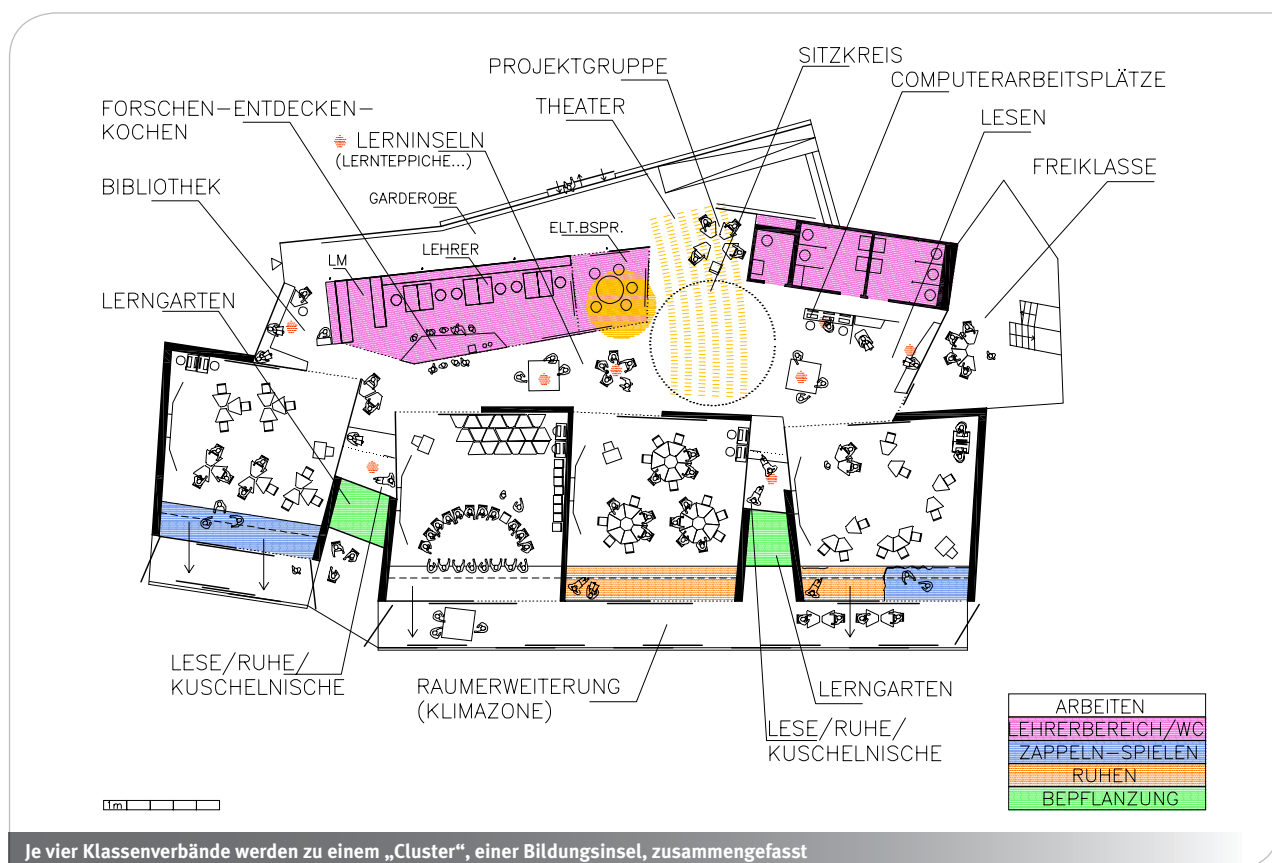 SITZKREIS
PROJEKTGRUPPE
COMPUTERARBEITSPLÄTZE
FORSCHEN-ENTDECKEN-
KOCHEN
THEATER
LESEN
LERNINSELN
(LERNTEPPICHE...)
FREIKLASSE
BIBLIOTHEK
GARDEROBE
ELT.BSPR.
LEHRER
LM
LERNGARTEN
LESE/RUHE/
KUSCHELNISCHE
RAUMERWEITERUNG
(KLIMAZONE)
LERNGARTEN
LESE/RUHE/
KUSCHELNISCHE
ARBEITEN
LEHRERBEREICH/WC
ZAPPELN-SPIELEN
RUHEN
BEPFLANZUNG
1m
Je vier Klassenverbände werden zu einem „Cluster“, einer Bildungsinsel, zusammengefasst